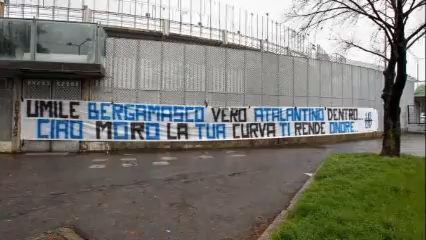 UMILE BERGAMASCO VERO ATALANTINO DENTRO...
CIAO MORO LA TUA CURVA TI RENDE ONORE...